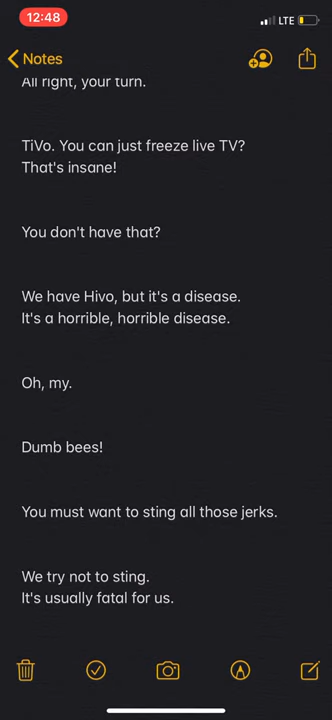 12:48
LTE
Notes
All right, your turn.
TiVo. You can just freeze live TV?
That's insane!
You don't have that?
We have Hivo, but it's a disease.
It's a horrible, horrible disease.
Oh, my.
Dumb bees!
You must want to sting all those jerks.
We try not to sting.
It's usually fatal for us.